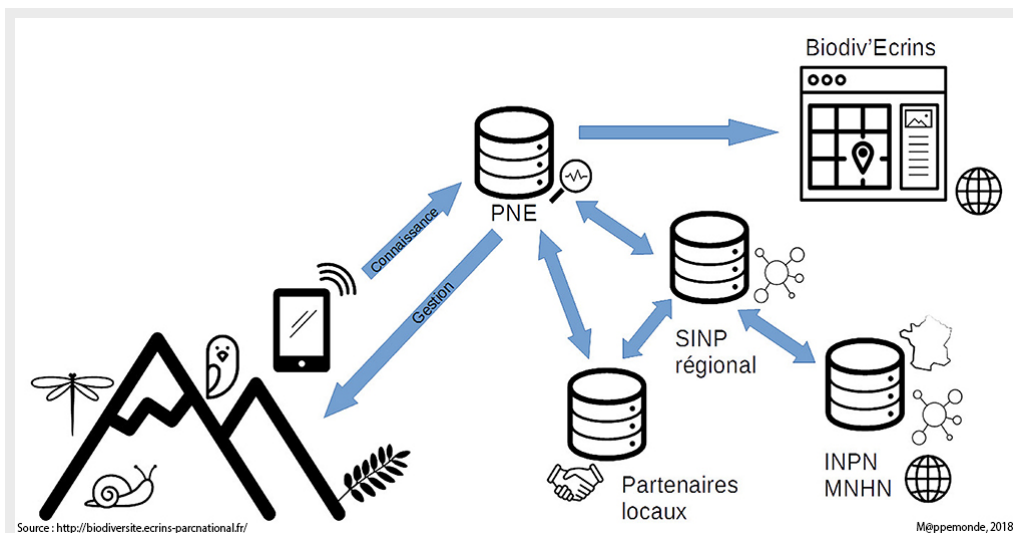 Biodiv'Ecrins
PNE
Connaissance
Gestion
SINP
régional
Partenaires
locaux
INPN
MNHN
Source : http://biodiversite.ecrins-parcnational.fr/
M@ppemonde, 2018